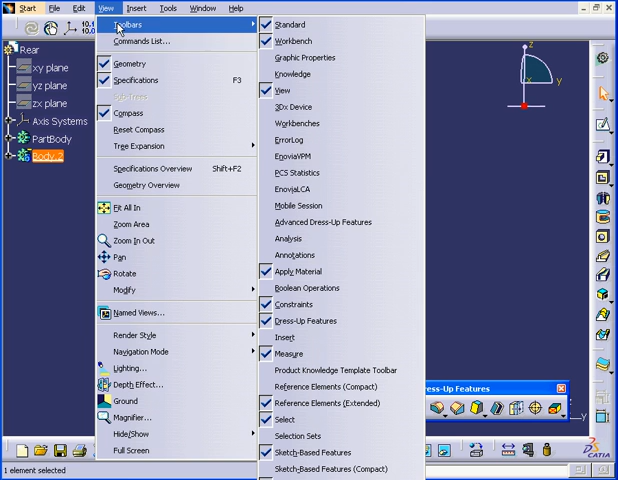 Start File Edit View Insert Tools Window Help
Toolbars
Commands List...
Geometry
Specifications F3
Compass
Reset Compass
Tree Expansion
Specifications Overview Shift+F2
Geometry Overview
Fit All In
Zoom Area
Zoom In Out
Pan
Rotate
Modify
Named Views...
Render Style
Navigation Mode
Lighting...
Depth Effect...
Ground
Magnifier...
Hide/Show
Full Screen
Standard
Workbench
Graphic Properties
Knowledge
View
3Dx Device
Workbenches
ErrorLog
EnoviaVPM
PCS Statistics
EnoviaLCA
Mobile Session
Advanced Dress-Up Features
Analysis
Annotations
Apply Material
Boolean Operations
Constraints
Dress-Up Features
Insert
Measure
Product Knowledge Template Toolbar
Reference Elements (Compact)
Reference Elements (Extended)
Select
Selection Sets
Sketch-Based Features
Sketch-Based Features (Compact)
Rear
xy plane
yz plane
zx plane
Axis Systems
PartBody
Body.2
z
x
y
ess-Up Features
y
CATIA
1 element selected